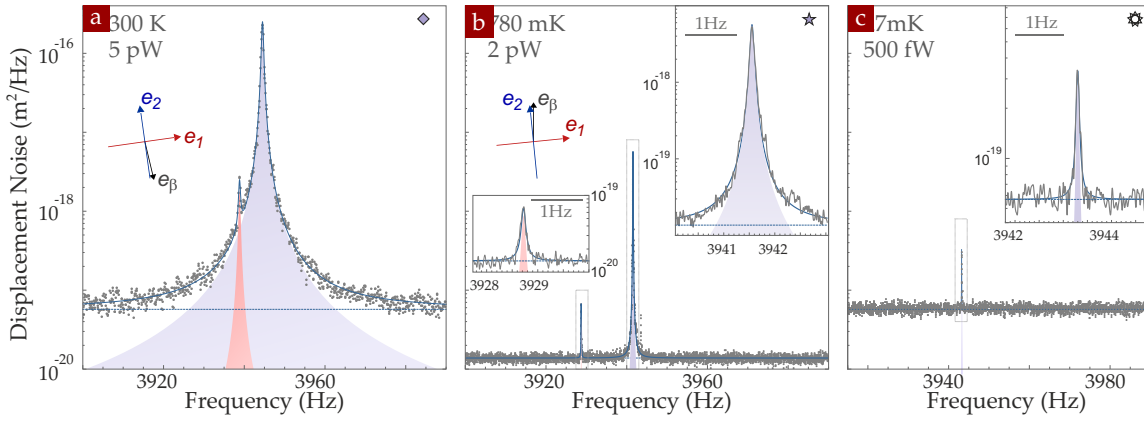 a 300 K
5 pW
b 780 mK
2 pW
c 7mK
500 fW
Displacement Noise (m²/Hz)
10⁻¹⁶
10⁻¹⁸
10⁻²⁰
e₂
e₁
eβ
3920 3960
Frequency (Hz)
e₂ eβ
e₁
1Hz
10⁻¹⁸
10⁻¹⁹
3941 3942
10⁻¹⁹
1Hz
10⁻²⁰
3928 3929
3920 3960
Frequency (Hz)
1Hz
10⁻¹⁹
3942 3944
3940 3980
Frequency (Hz)